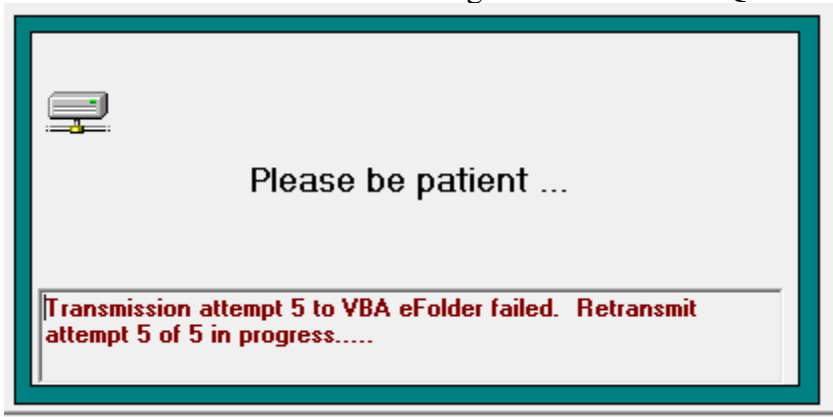 Please be patient ...
Transmission attempt 5 to VBA eFolder failed.  Retransmit
attempt 5 of 5 in progress.....